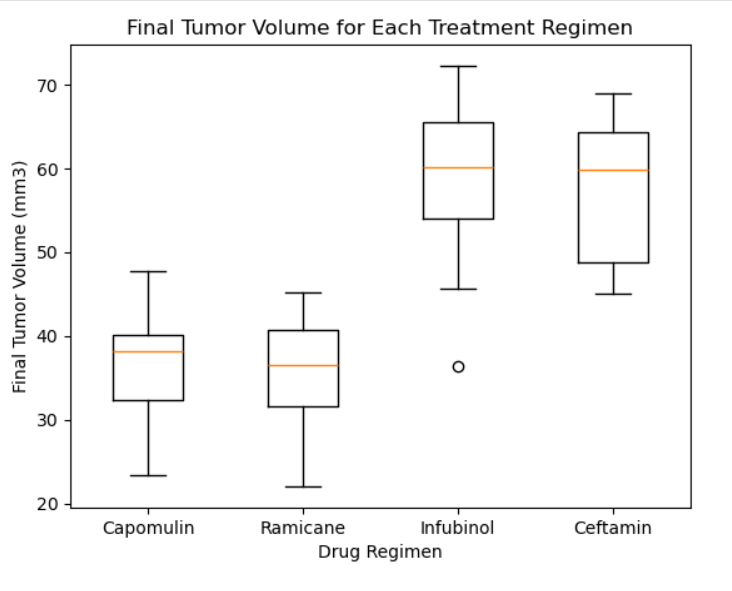 Final Tumor Volume for Each Treatment Regimen
Final Tumor Volume (mm3)
70
60
50
40
30
20
Capomulin Ramicane Infubinol Ceftamin
Drug Regimen